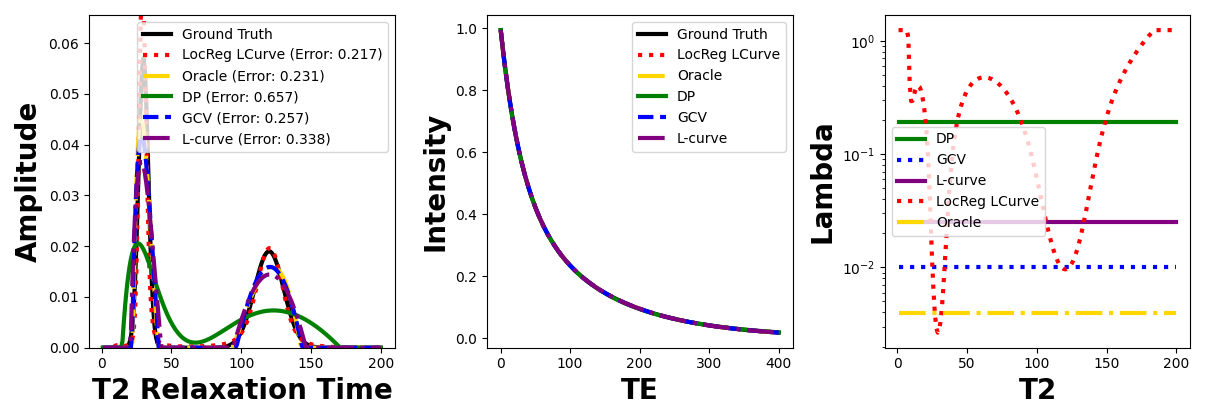 Amplitude
0.06
0.05
0.04
0.03
0.02
0.01
0.00
0 50 100 150 200
T2 Relaxation Time
Ground Truth
LocReg LCurve (Error: 0.217)
Oracle (Error: 0.231)
DP (Error: 0.657)
GCV (Error: 0.257)
L-curve (Error: 0.338)
Intensity
1.0
0.8
0.6
0.4
0.2
0.0
0 100 200 300 400
TE
Ground Truth
LocReg LCurve
Oracle
DP
GCV
L-curve
Lambda
10⁰
10⁻¹
10⁻²
0 50 100 150 200
T2
DP
GCV
L-curve
LocReg LCurve
Oracle